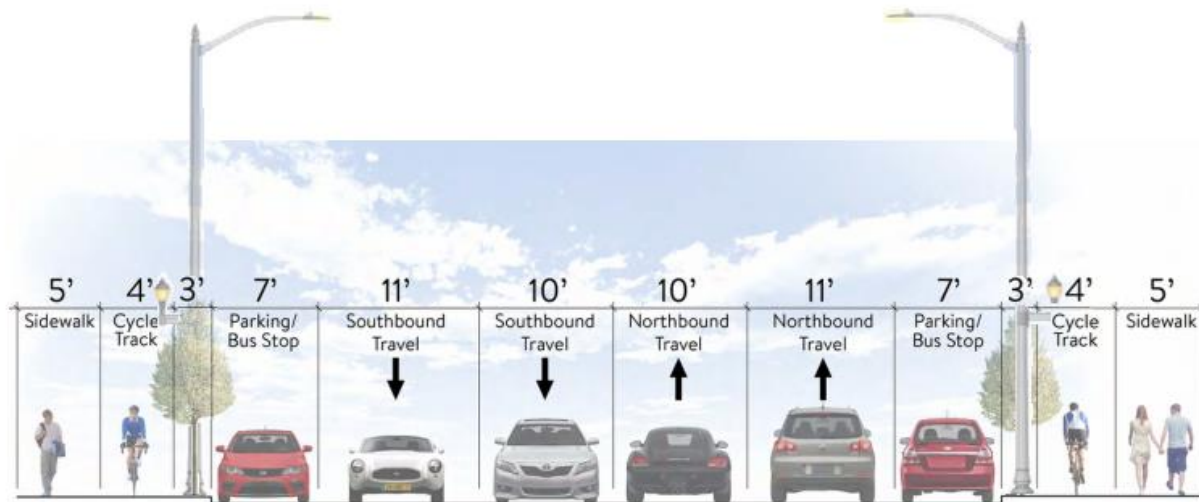 5’ 4’ 3’ 7’ 11’ 10’ 10’ 11’ 7’ 3’ 4’ 5’
Sidewalk Cycle Parking/ Southbound Southbound Northbound Northbound Parking/ Cycle Sidewalk
Track Bus Stop Travel Travel Travel Travel Bus Stop Track